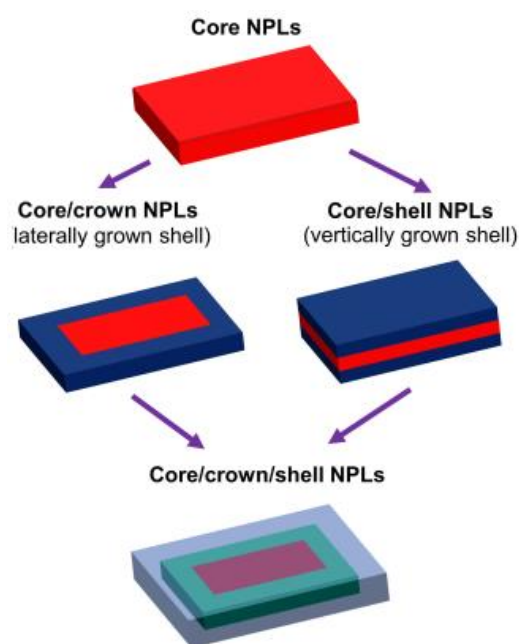 Core NPLs
Core/crown NPLs
laterally grown shell)
Core/shell NPLs
(vertically grown shell)
Core/crown/shell NPLs